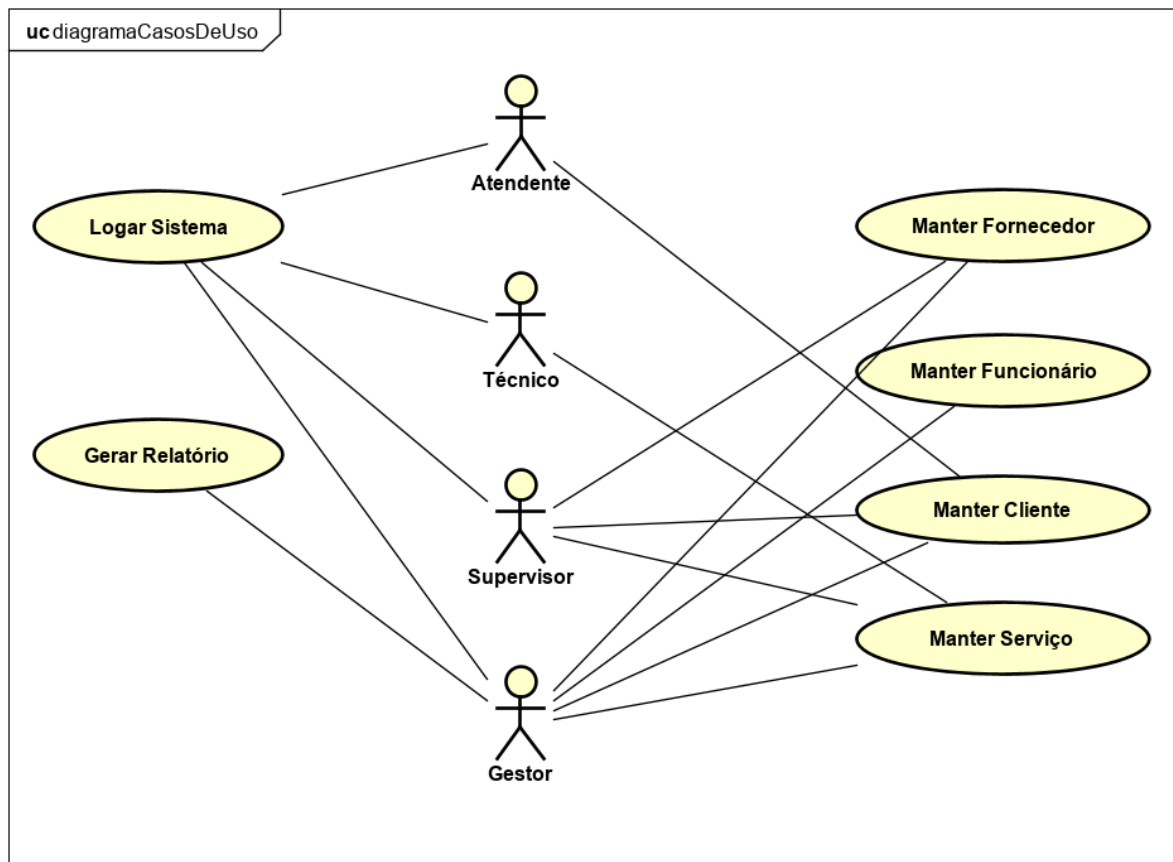 uc diagramaCasosDeUso
Atendente
Logar Sistema
Manter Fornecedor
Técnico
Manter Funcionário
Gerar Relatório
Manter Cliente
Supervisor
Manter Serviço
Gestor